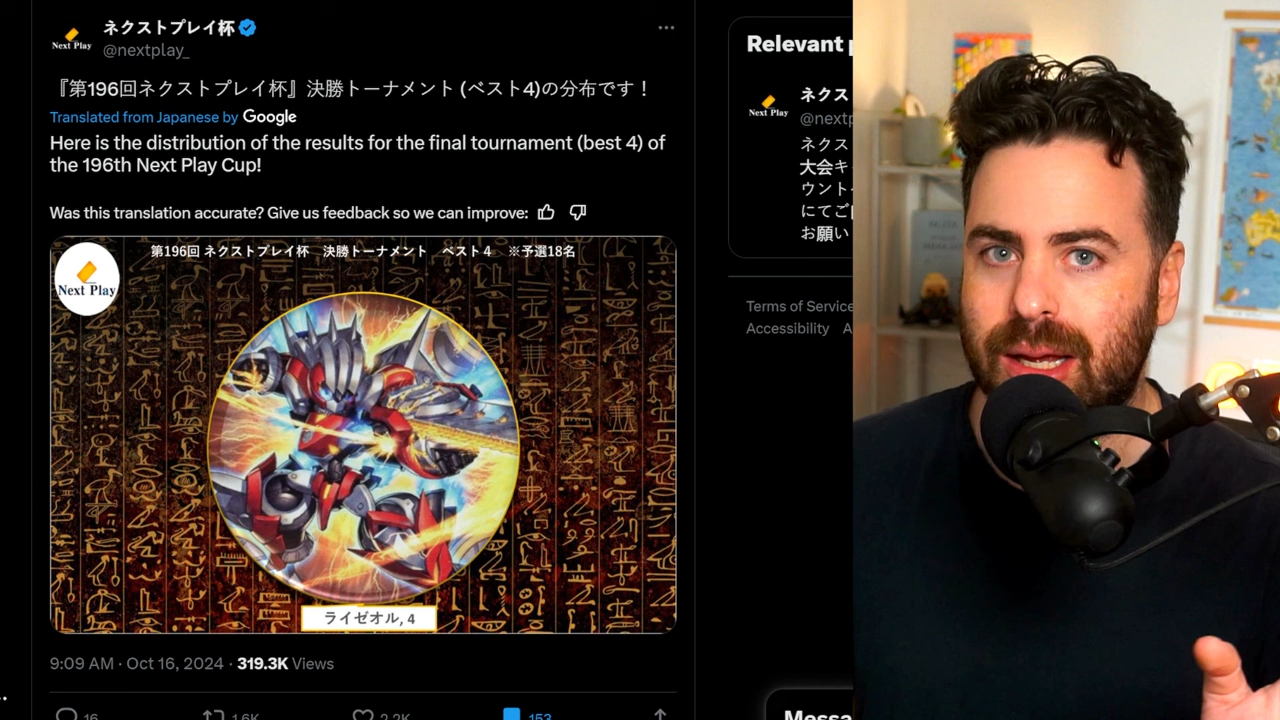 ネクストプレイ杯
@nextplay_
Next Play
『第196回ネクストプレイ杯』決勝トーナメント (ベスト4)の分布です！
Translated from Japanese by Google
Here is the distribution of the results for the final tournament (best 4) of
the 196th Next Play Cup!
Was this translation accurate? Give us feedback so we can improve:
第196回 ネクストプレイ杯 決勝トーナメント ベスト4 ※予選18名
Next Play
ライゼオル, 4
9:09 AM · Oct 16, 2024 · 319.3K Views
16
1.6K
2.2K
153
Relevant
ネクス
@nextp
Next Play
ネクス
大会キ
ウント
にてご
お願い
Terms of Service
Accessibility A
Messa